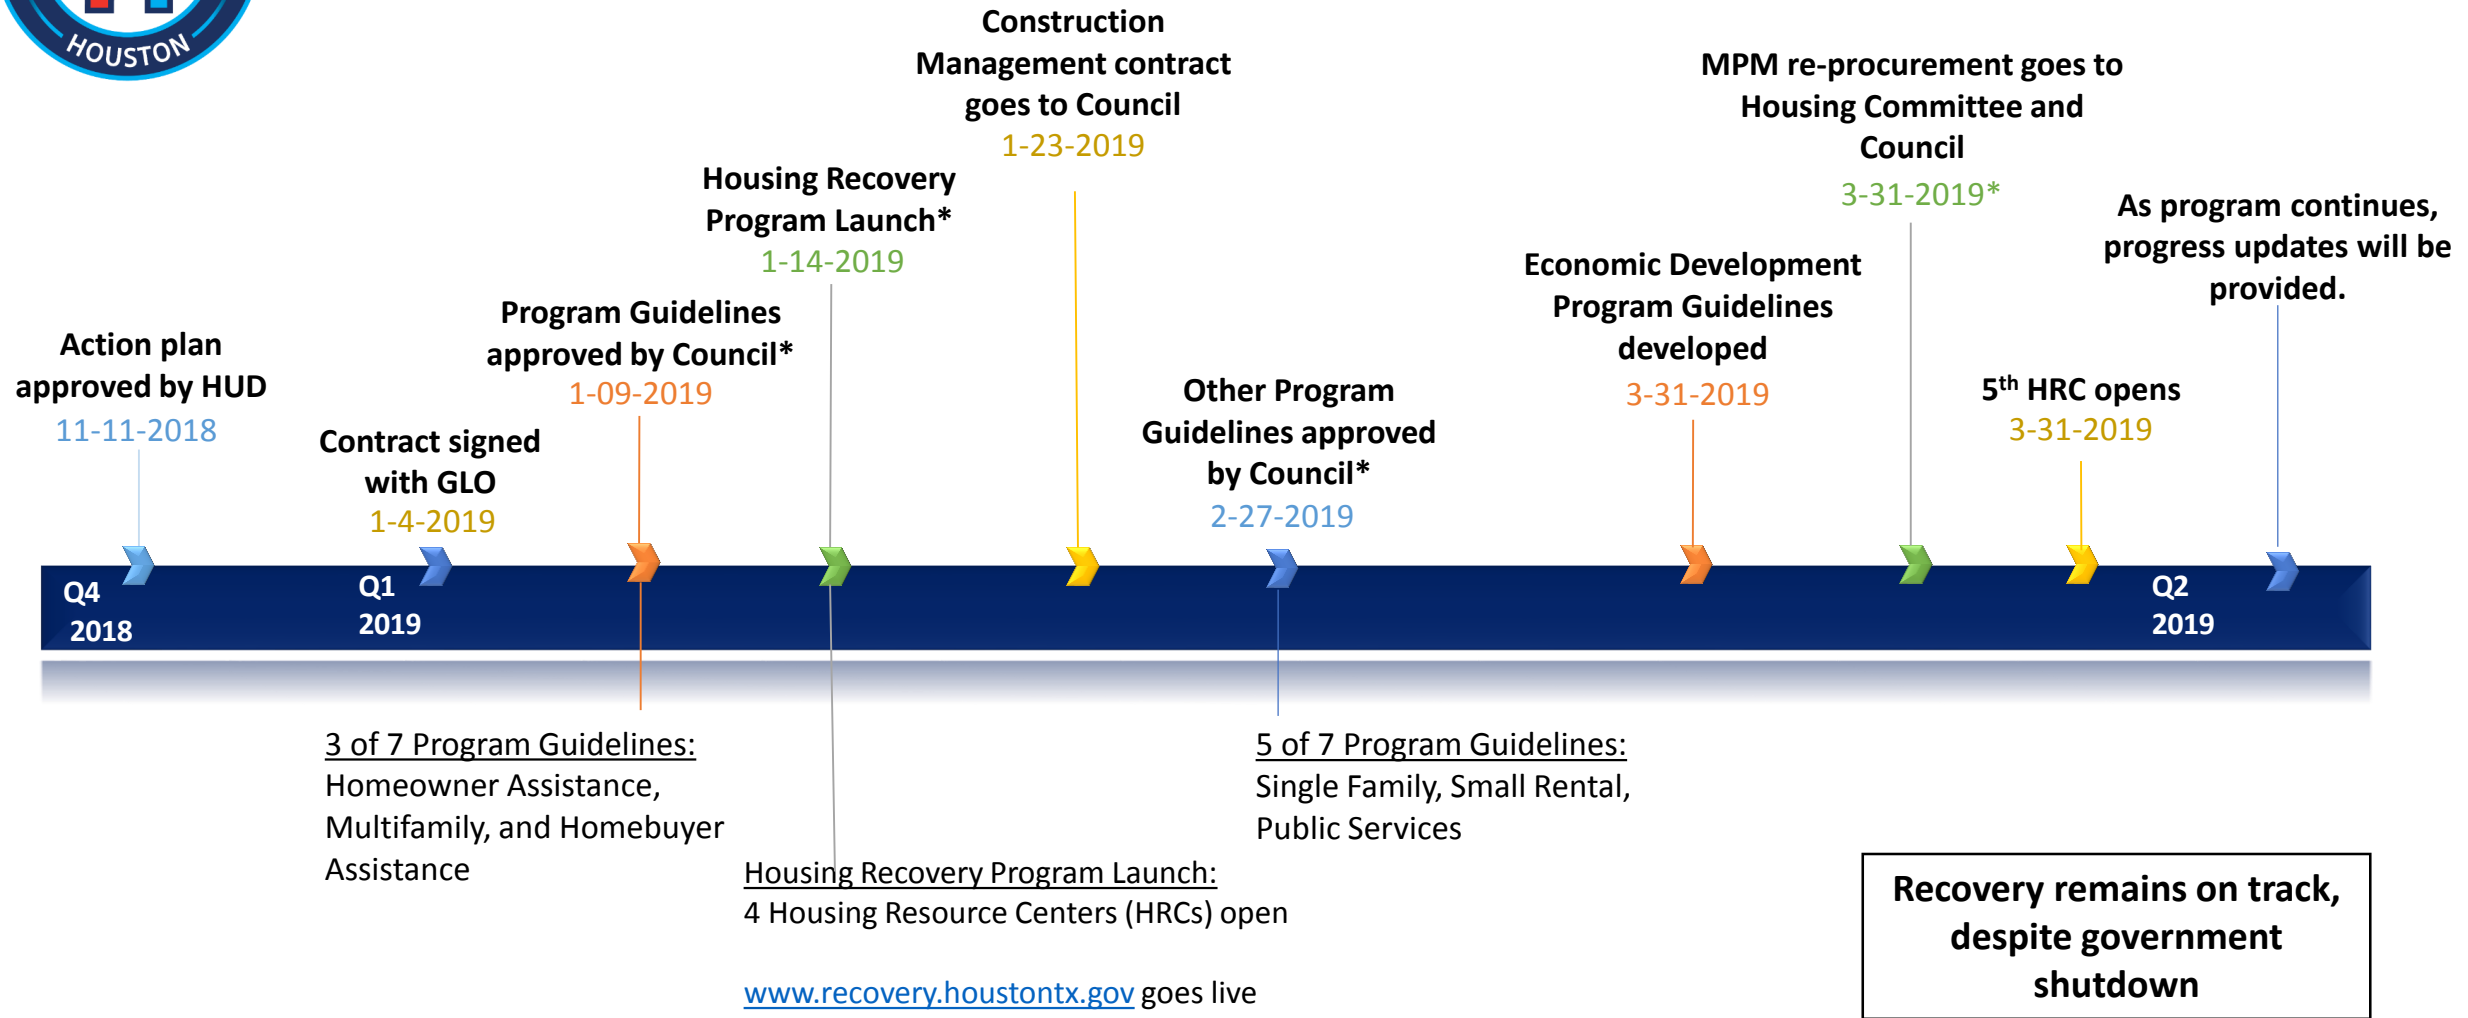 HOUSTON
Action plan
approved by HUD
11-11-2018
Contract signed
with GLO
1-4-2019
Program Guidelines
approved by Council*
1-09-2019
Housing Recovery
Program Launch*
1-14-2019
Construction
Management contract
goes to Council
1-23-2019
Other Program
Guidelines approved
by Council*
2-27-2019
Economic Development
Program Guidelines
developed
3-31-2019
MPM re-procurement goes to
Housing Committee and
Council
3-31-2019*
5th HRC opens
3-31-2019
As program continues,
progress updates will be
provided.
Q4
2018
Q1
2019
Q2
2019
3 of 7 Program Guidelines:
Homeowner Assistance,
Multifamily, and Homebuyer
Assistance
Housing Recovery Program Launch:
4 Housing Resource Centers (HRCs) open
www.recovery.houstontx.gov goes live
5 of 7 Program Guidelines:
Single Family, Small Rental,
Public Services
Recovery remains on track,
despite government
shutdown